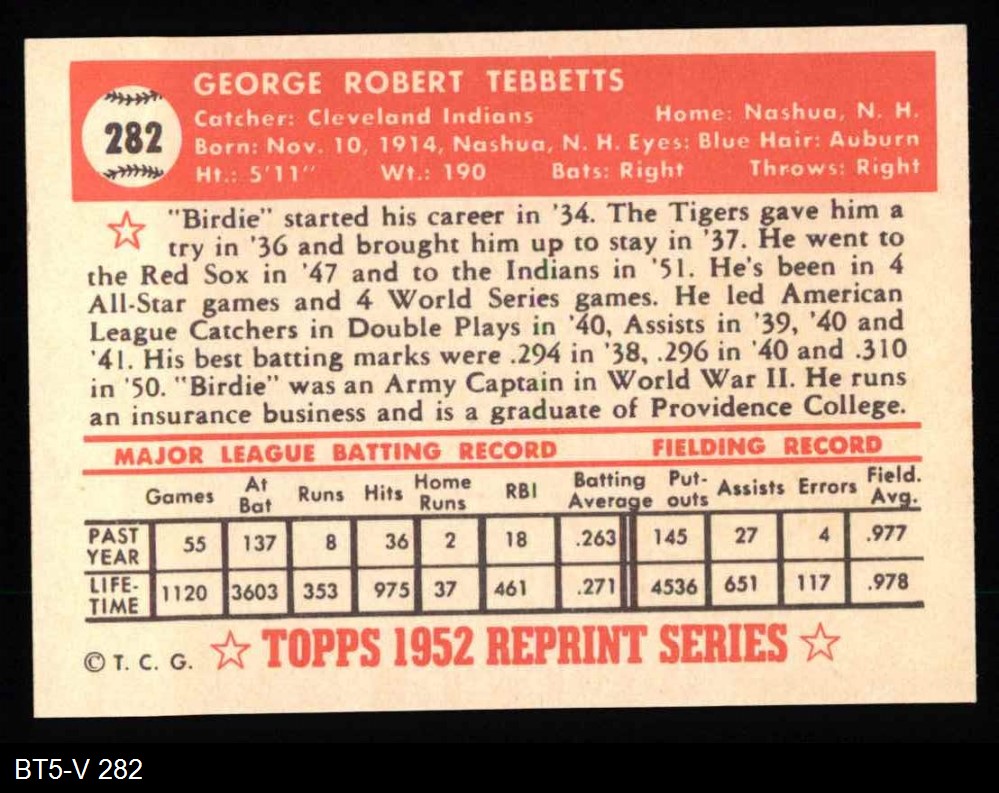 282
GEORGE ROBERT TEBBETTS
Catcher: Cleveland Indians Home: Nashua, N. H.
Born: Nov. 10, 1914, Nashua, N. H. Eyes: Blue Hair: Auburn
Ht.: 5'11" Wt.: 190 Bats: Right Throws: Right
"Birdie" started his career in '34. The Tigers gave him a
try in '36 and brought him up to stay in '37. He went to
the Red Sox in '47 and to the Indians in '51. He's been in 4
All-Star games and 4 World Series games. He led American
League Catchers in Double Plays in '40, Assists in '39, '40 and
'41. His best batting marks were .294 in '38, .296 in '40 and .310
in '50. "Birdie" was an Army Captain in World War II. He runs
an insurance business and is a graduate of Providence College.
MAJOR LEAGUE BATTING RECORD FIELDING RECORD
Games At Bat Runs Hits Home Runs RBI Batting Average Put-outs Assists Errors Field. Avg.
PAST YEAR 55 137 8 36 2 18 .263 145 27 4 .977
LIFE-TIME 1120 3603 353 975 37 461 .271 4536 651 117 .978
© T. C. G. TOPPS 1952 REPRINT SERIES
BT5-V 282